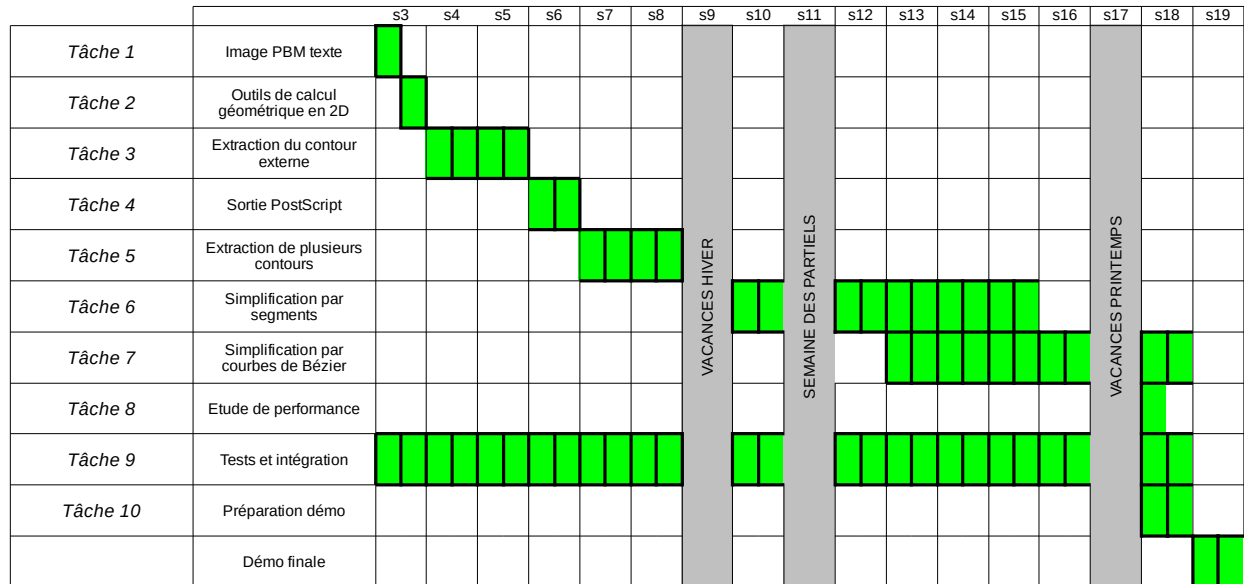 s3 s4 s5 s6 s7 s8 s9 s10 s11 s12 s13 s14 s15 s16 s17 s18 s19
Tâche 1 Image PBM texte
Tâche 2 Outils de calcul
géométrique en 2D
Tâche 3 Extraction du contour
externe
Tâche 4 Sortie PostScript
Tâche 5 Extraction de plusieurs
contours
Tâche 6 Simplification par
segments
Tâche 7 Simplification par
courbes de Bézier
Tâche 8 Etude de performance
Tâche 9 Tests et intégration
Tâche 10 Préparation démo
Démo finale
VACANCES HIVER
SEMAINE DES PARTIELS
VACANCES PRINTEMPS